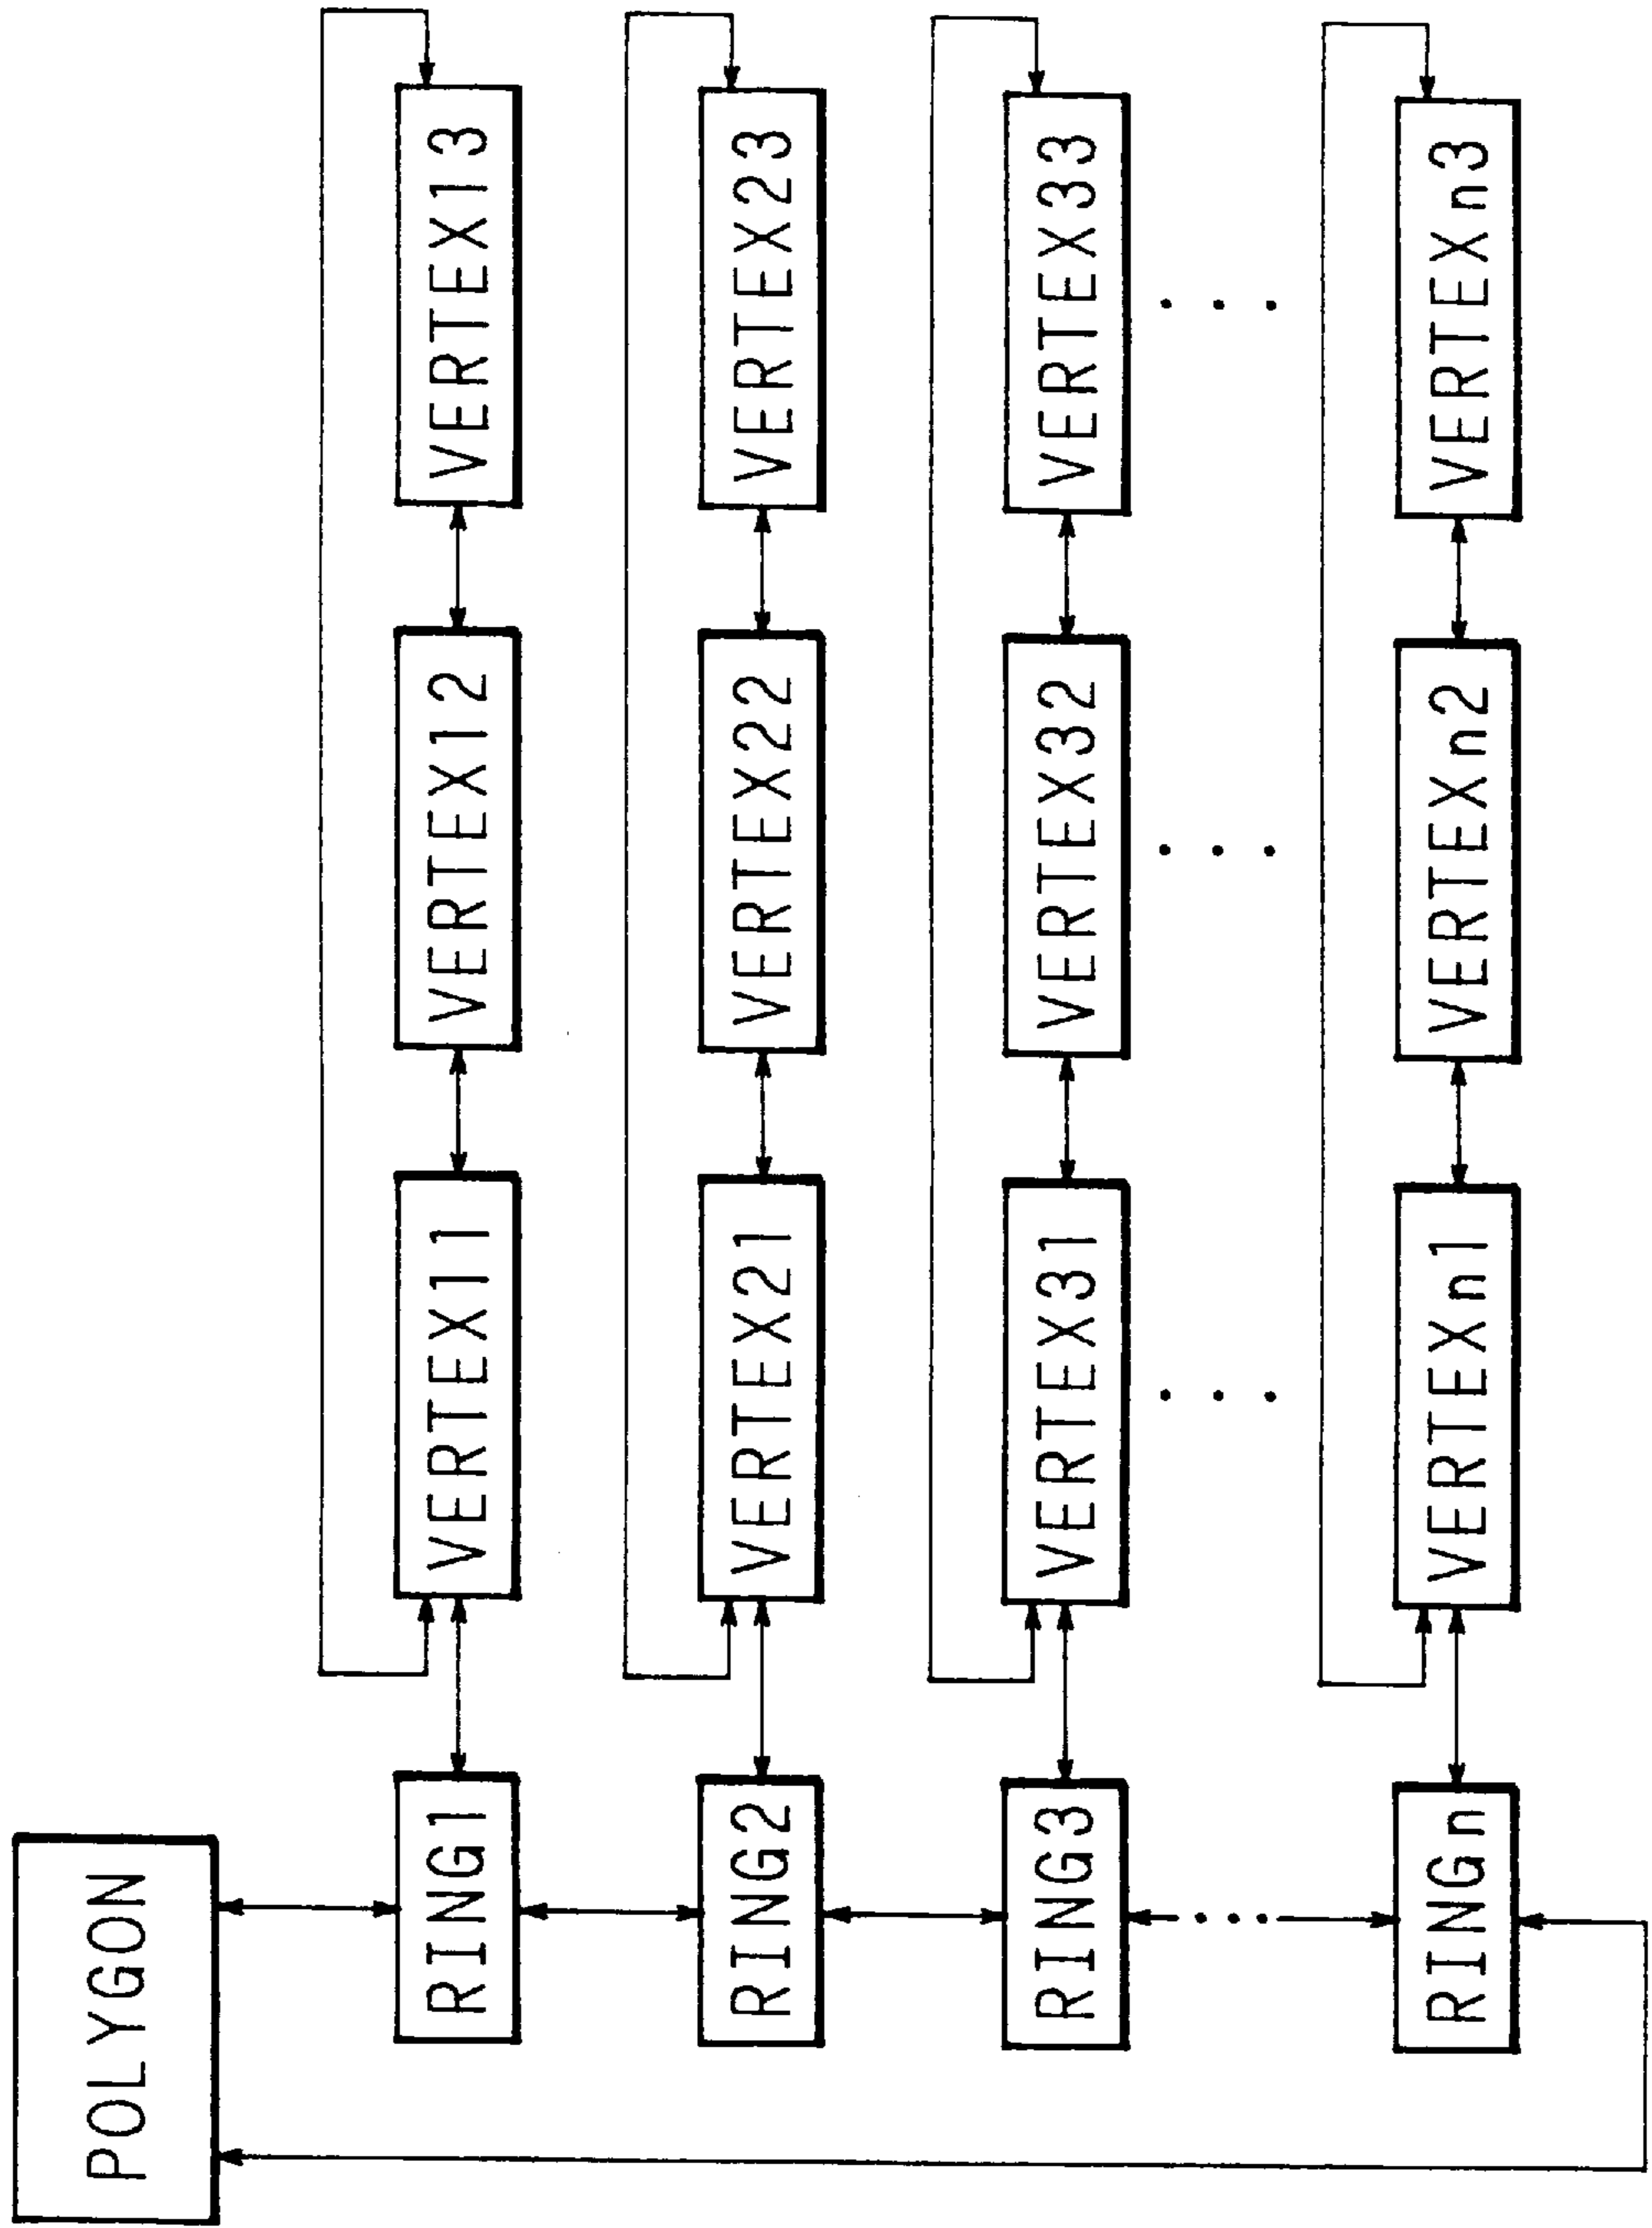 POLYGON
RING1
VERTEX11
VERTEX12
VERTEX13
RING2
VERTEX21
VERTEX22
VERTEX23
RING3
VERTEX31
VERTEX32
VERTEX33
RINGn
VERTEXn1
VERTEXn2
VERTEXn3